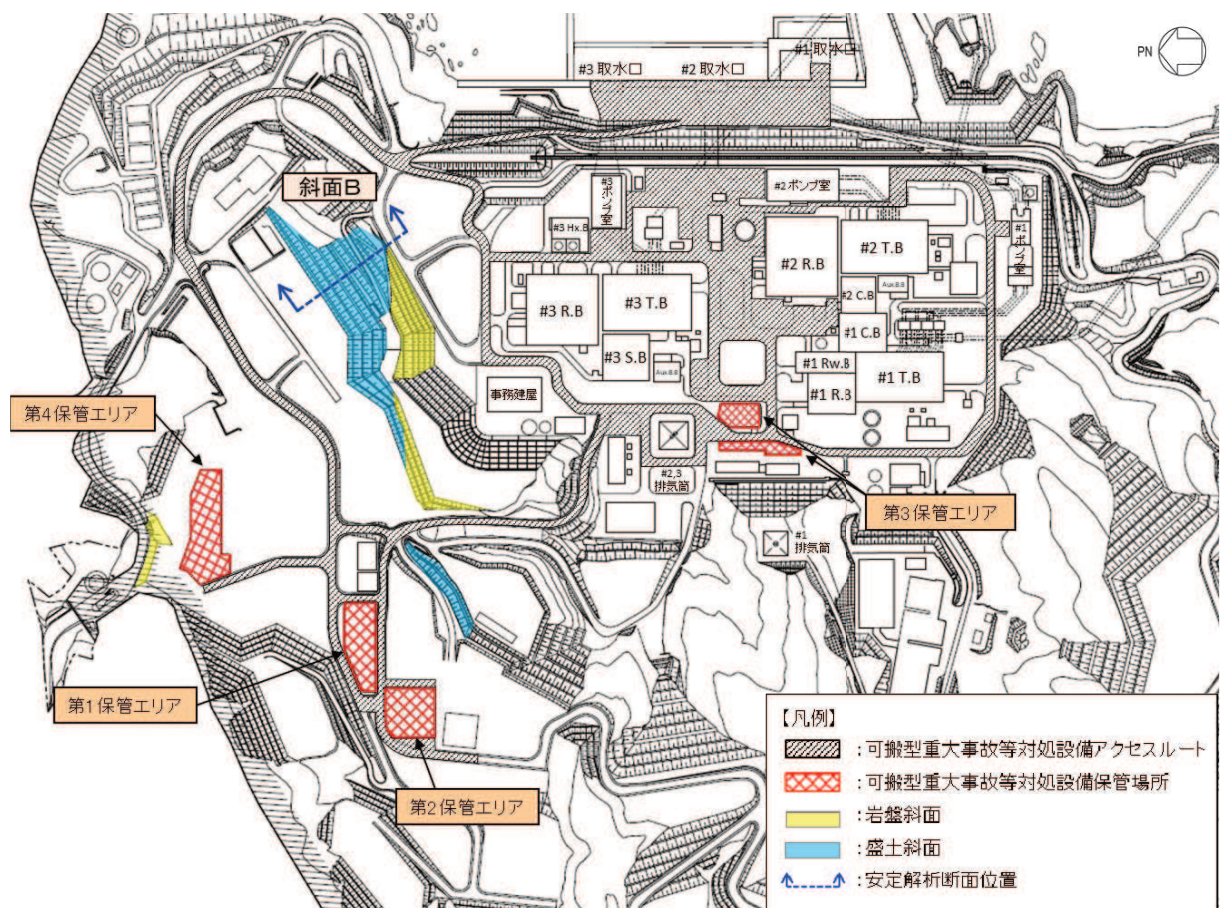 PN
#1取水口
#3取水口
#2取水口
斜面B
#3
ポンプ
室
#2ポンプ室
#1
ポン
プ
室
#3 Hx.B
#2 R.B
#2 T.B
Aux.B.B
#2 C.B
#3 R.B
#3 T.B
#1 C.B
#3 S.B
Aux.B.B
#1 Rw.B
#1 T.B
#1 R.B
事務建屋
第4保管エリア
#2,3
排気筒
第3保管エリア
#1
排気筒
第1保管エリア
第2保管エリア
【凡例】
:可搬型重大事故等対処設備アクセスルート
:可搬型重大事故等対処設備保管場所
:岩盤斜面
:盛土斜面
:安定解析断面位置